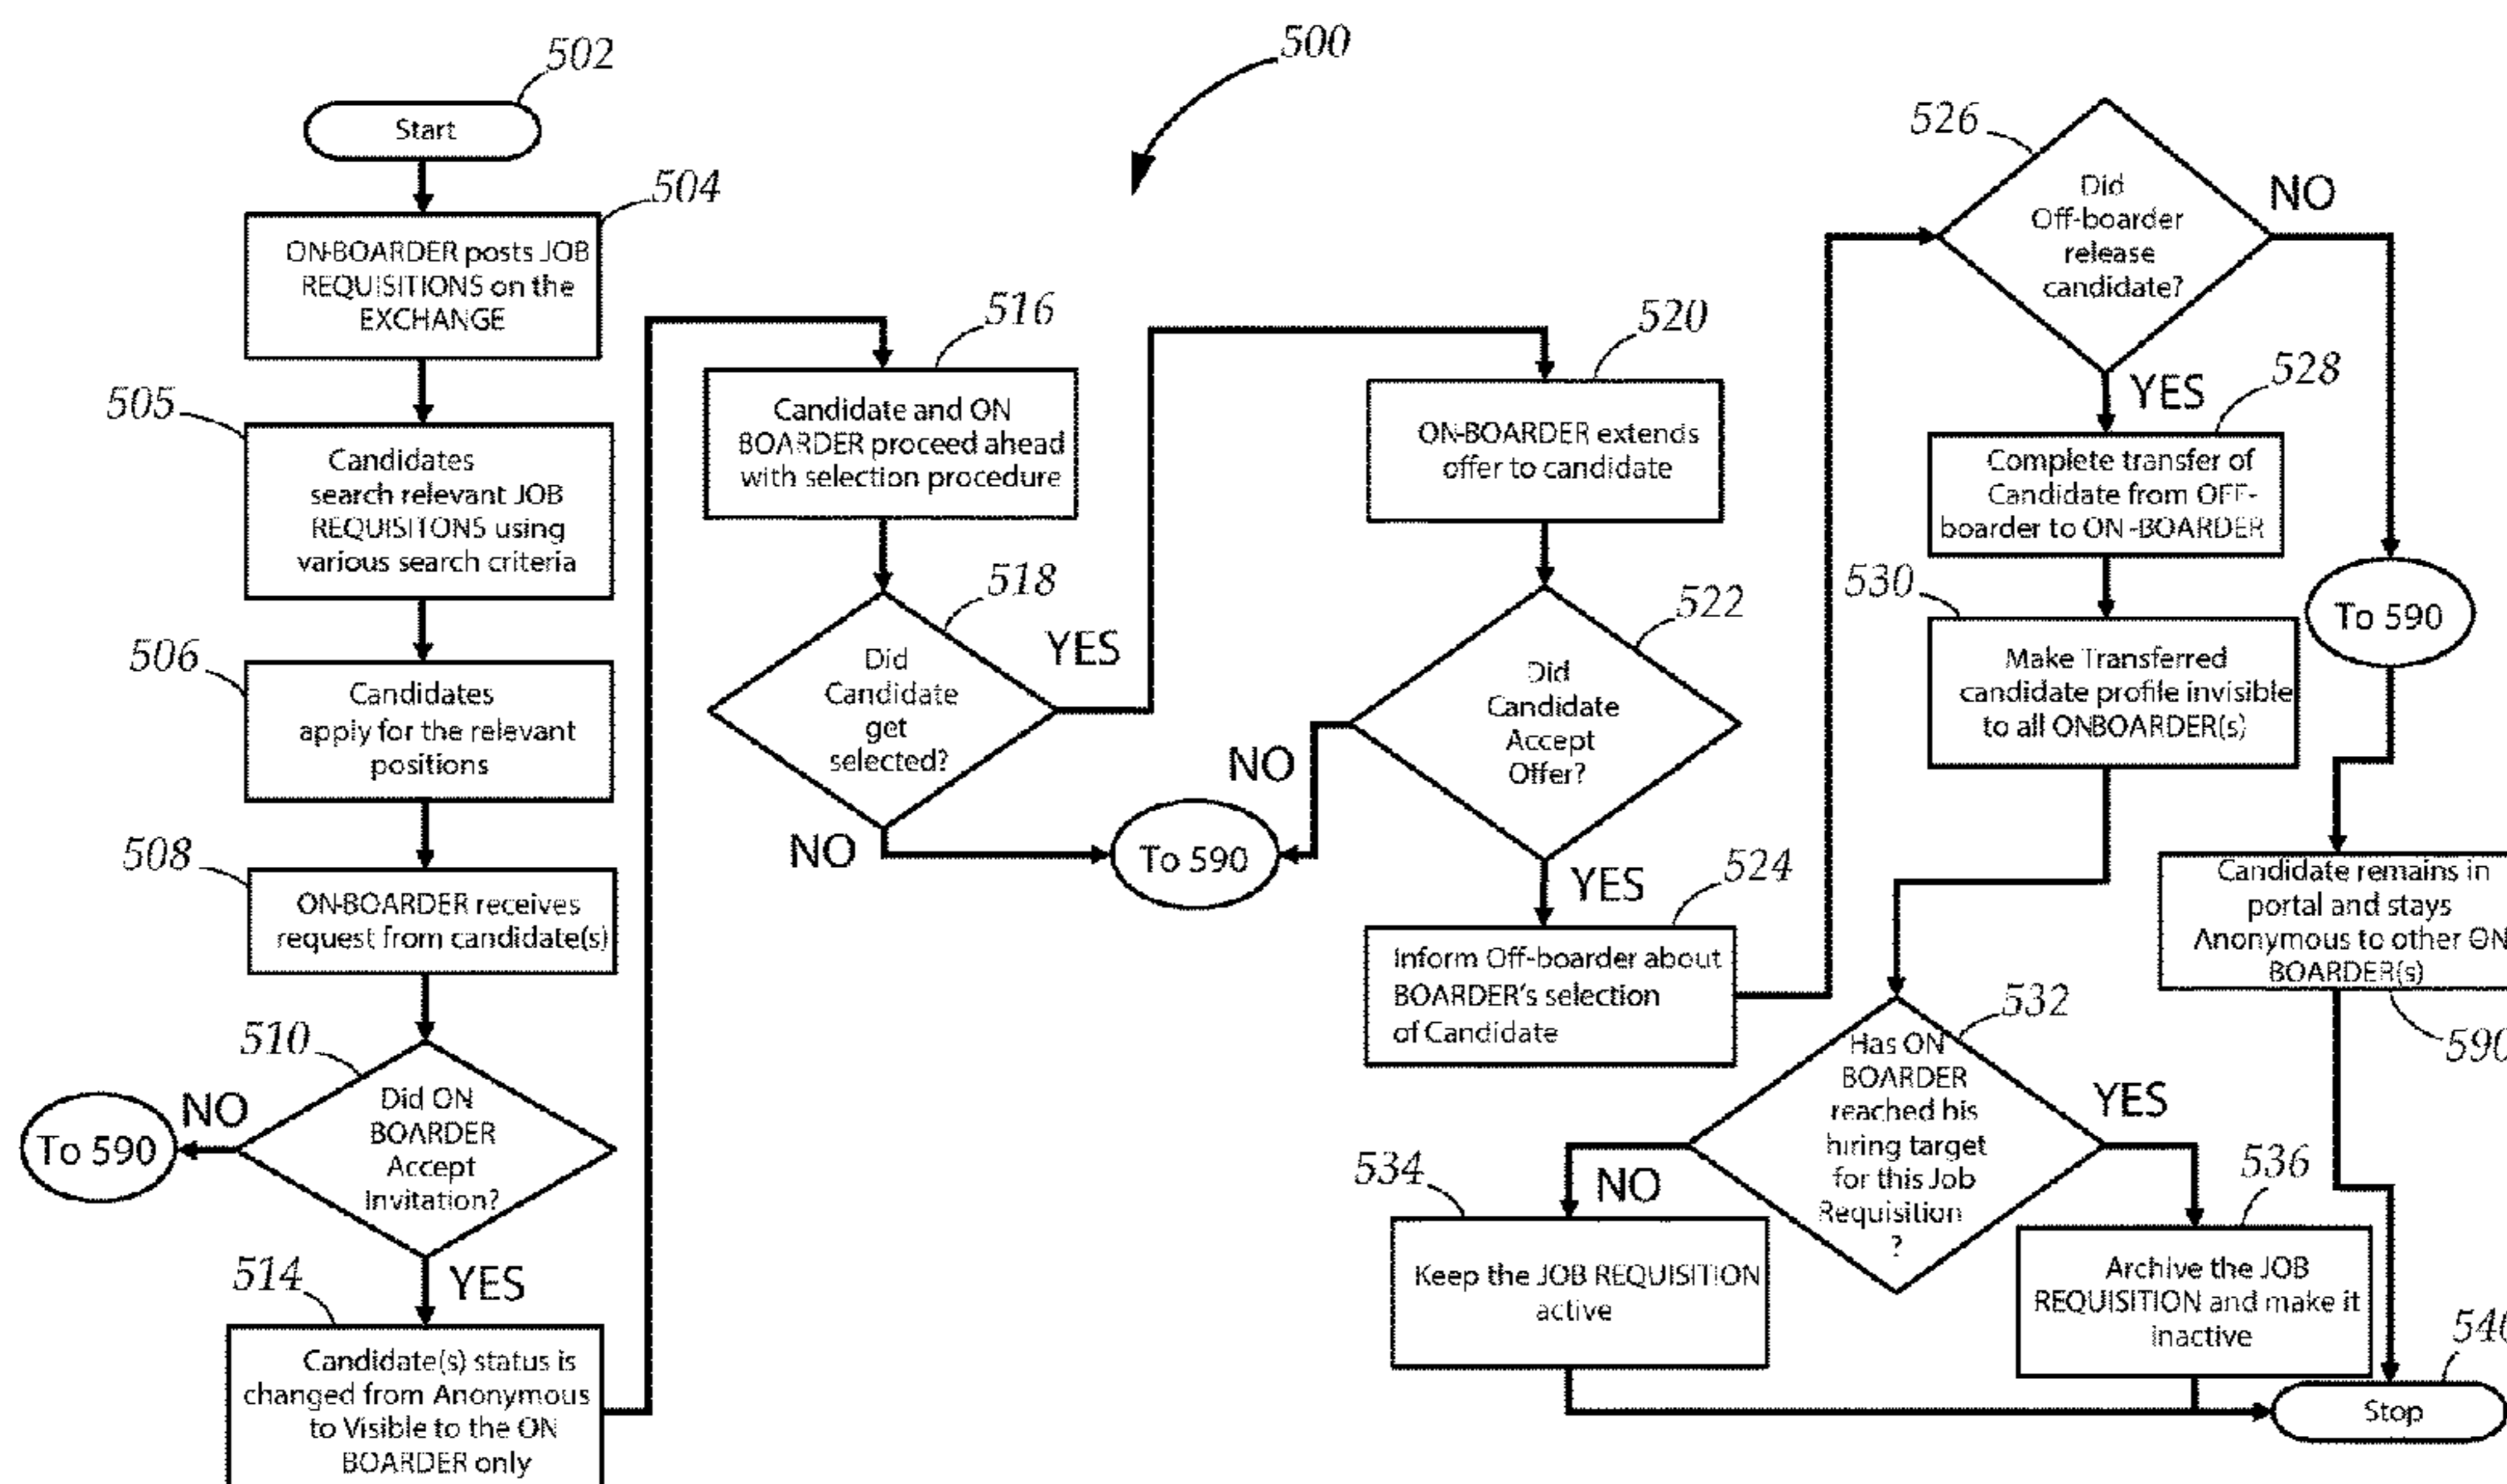 500
502
Start
504
ON-BOARDER posts JOB
REQUISITIONS on the
EXCHANGE
505
Candidates
search relevant JOB
REQUISITONS using
various search criteria
506
Candidates
apply for the relevant
positions
508
ON-BOARDER receives
request from candidate(s)
510
Did ON
BOARDER
Accept
Invitation?
NO
To 590
YES
514
Candidate(s) status is
changed from Anonymous
to Visible to the ON
BOARDER only
516
Candidate and ON
BOARDER proceed ahead
with selection procedure
518
Did
Candidate
get
selected?
YES
NO
To 590
520
ON-BOARDER extends
offer to candidate
522
Did
Candidate
Accept
Offer?
NO
YES
524
Inform Off-boarder about
BOARDER's selection
of Candidate
526
Did
Off-boarder
release
candidate?
NO
YES
To 590
528
Complete transfer of
Candidate from OFF-
boarder to ON -BOARDER
530
Make Transferred
candidate profile invisible
to all ONBOARDER(s)
Candidate remains in
portal and stays
Anonymous to other ON
BOARDER(s)
590
532
Has ON
BOARDER
reached his
hiring target
for this Job
Requisition
?
NO
YES
534
Keep the JOB REQUISITION
active
536
Archive the JOB
REQUISITION and make it
inactive
540
Stop